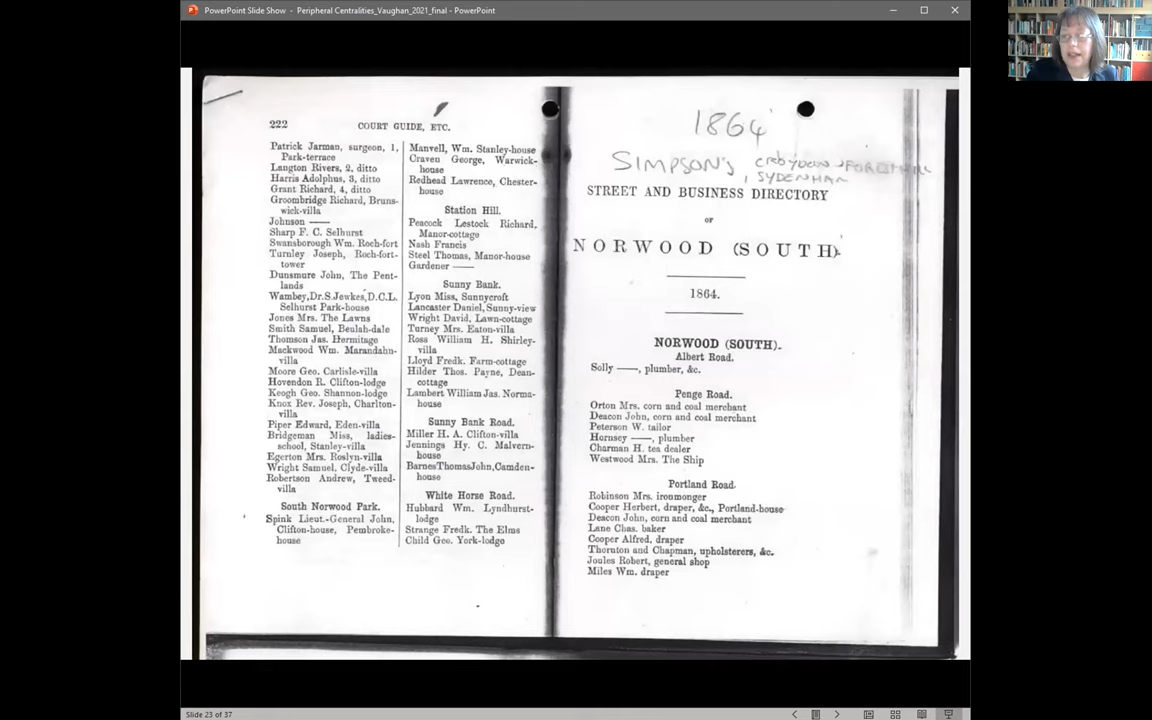 PowerPoint Slide Show - Peripheral Centralities_Vaughan_2021_final - PowerPoint
222
COURT GUIDE, ETC.
Patrick Jarman, surgeon, 1,
Park-terrace
Langton Rivers, 2, ditto
Harris Adolphus, 3, ditto
Grant Richard, 4, ditto
Groombridge Richard, Bruns-
wick-villa
Johnson ——
Sharp F. C. Selhurst
Swansborough Wm. Roch-fort
Turnley Joseph, Roch-fort-
tower
Dunsmure John, The Pent-
lands
Wambey, Dr. S. Jewkes, D.C.L.
Selhurst Park-house
Jones Mrs. The Lawns
Smith Samuel, Beulah-dale
Thomson Jas. Hermitage
Mackwood Wm. Marandahn-
villa
Moore Geo. Carlisle-villa
Hovendon R. Clifton-lodge
Keogh Geo. Shannon-lodge
Knox Rev. Joseph, Charlton-
villa
Piper Edward, Eden-villa
Bridgeman Miss, ladies-
school, Stanley-villa
Egerton Mrs. Roslyn-villa
Wright Samuel, Clyde-villa
Robertson Andrew, Tweed-
villa
South Norwood Park.
Spink Lieut.-General John,
Clifton-house, Pembroke-
house
Manvell, Wm. Stanley-house
Craven George, Warwick-
house
Redhead Lawrence, Chester-
house
Station Hill.
Peacock Lestock Richard,
Manor-cottage
Nash Francis
Steel Thomas, Manor-house
Gardener ——
Sunny Bank.
Lyon Miss, Sunnycroft
Lancaster Daniel, Sunny-view
Wright David, Lawn-cottage
Turney Mrs. Eaton-villa
Ross William H. Shirley-
villa
Lloyd Fredk. Farm-cottage
Hilder Thos. Payne, Dean-
cottage
Lambert William Jas. Norma-
house
Sunny Bank Road.
Miller H. A. Clifton-villa
Jennings Hy. C. Malvern-
house
Barnes Thomas John, Camden-
house
White Horse Road.
Hubbard Wm. Lyndhurst-
lodge
Strange Fredk. The Elms
Child Geo. York-lodge
1864
SIMPSON'S CROYDON
, SYDENHAM
STREET AND BUSINESS DIRECTORY
OF
NORWOOD (SOUTH).
1864.
NORWOOD (SOUTH).
Albert Road.
Solly ——, plumber, &c.
Penge Road.
Orton Mrs. corn and coal merchant
Deacon John, corn and coal merchant
Peterson W. tailor
Hornsey ——, plumber
Charman H. tea dealer
Westwood Mrs. The Ship
Portland Road.
Robinson Mrs. ironmonger
Cooper Herbert, draper, &c., Portland-house
Deacon John, corn and coal merchant
Lane Chas. baker
Cooper Alfred, draper
Thornton and Chapman, upholsterers, &c.
Joules Robert, general shop
Miles Wm. draper
Slide 23 of 37